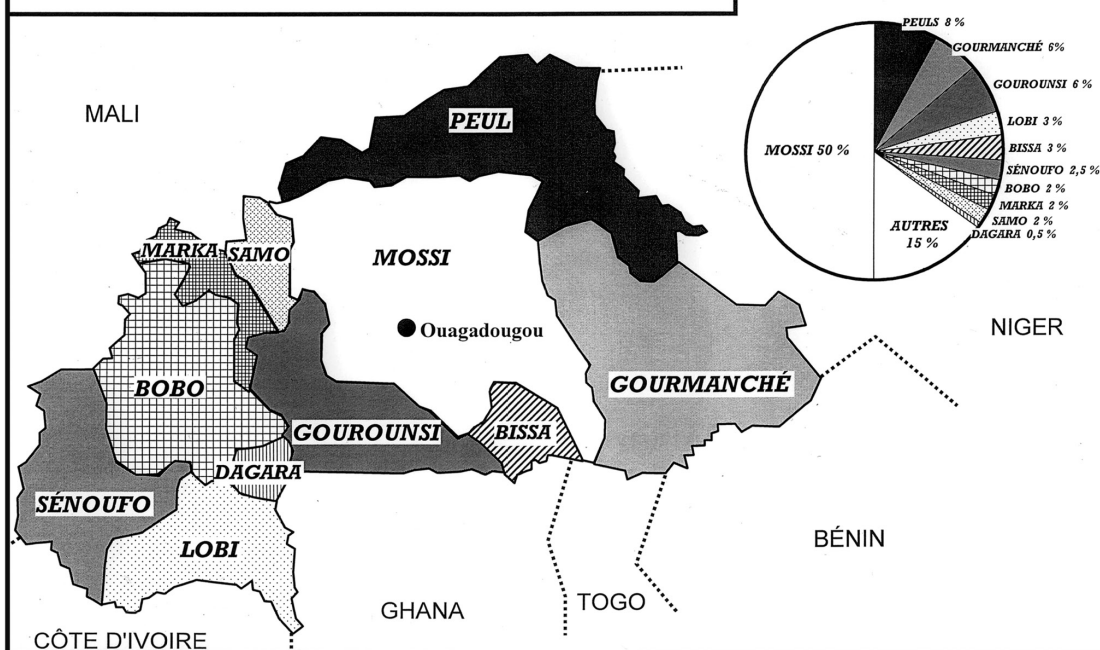 MALI
PEUL
MOSSI
MARKA
SAMO
Ouagadougou
BOBO
GOUROUNSI
BISSA
GOURMANCHÉ
DAGARA
SÉNOUFO
LOBI
NIGER
BÉNIN
TOGO
GHANA
CÔTE D'IVOIRE
PEULS 8 %
GOURMANCHÉ 6%
GOUROUNSI 6 %
LOBI 3 %
BISSA 3 %
SÉNOUFO 2,5 %
BOBO 2 %
MARKA 2 %
SAMO 2 %
DAGARA 0,5 %
MOSSI 50 %
AUTRES
15 %